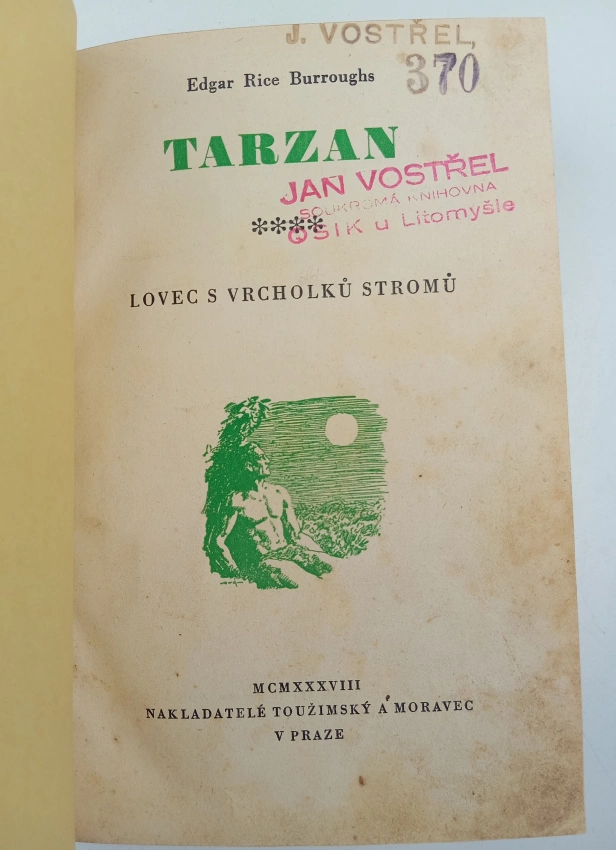 J. VOSTŘEL,
370
Edgar Rice Burroughs
TARZAN
JAN VOSTŘEL
SOUKROMÁ KNIHOVNA
OSIK u Litomyšle
****
LOVEC S VRCHOLKŮ STROMŮ
MCMXXXVIII
NAKLADATELÉ TOUŽIMSKÝ A MORAVEC
V PRAZE